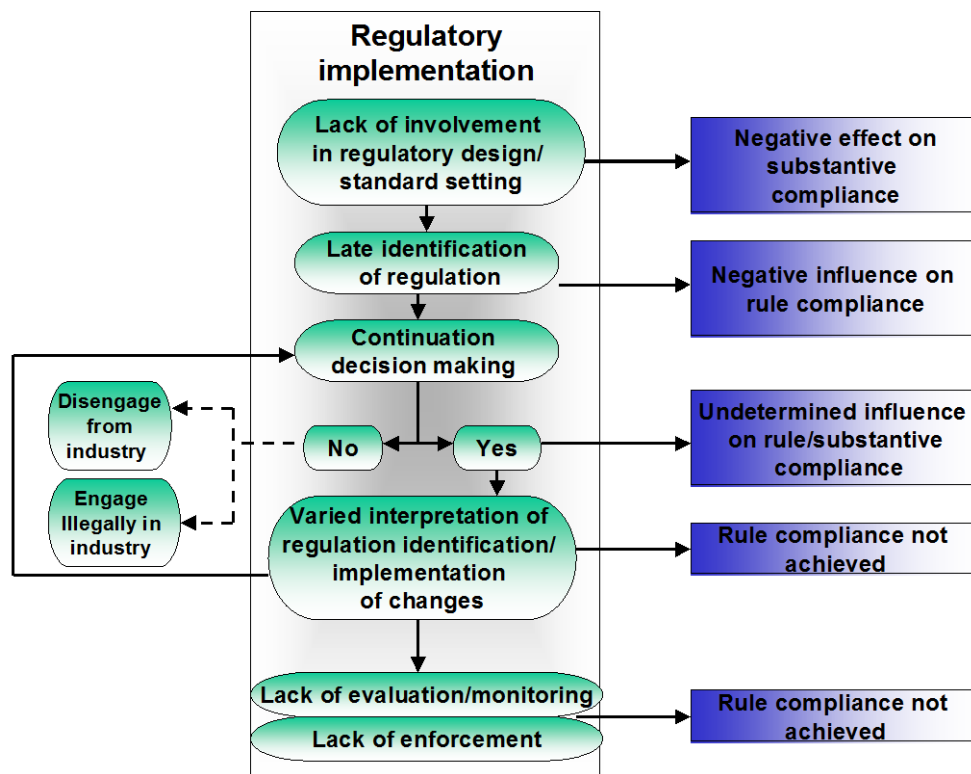 Regulatory
implementation
Lack of involvement
in regulatory design/
standard setting
Negative effect on
substantive
compliance
Late identification
of regulation
Negative influence on
rule compliance
Continuation
decision making
Disengage
from
industry
No
Yes
Undetermined influence
on rule/substantive
compliance
Engage
Illegally in
industry
Varied interpretation of
regulation identification/
implementation
of changes
Rule compliance not
achieved
Lack of evaluation/monitoring
Lack of enforcement
Rule compliance not
achieved